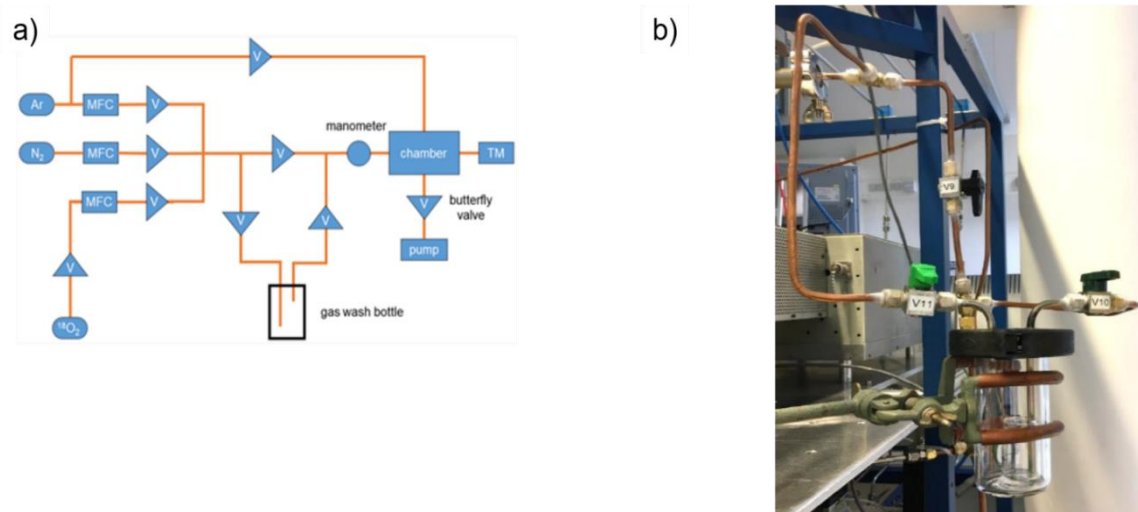 a)
b)
V
Ar
MFC
V
manometer
N₂
MFC
V
V
chamber
TM
MFC
V
V
V
V
butterfly
valve
V
pump
gas wash bottle
¹⁸O₂
V9
V11
V10